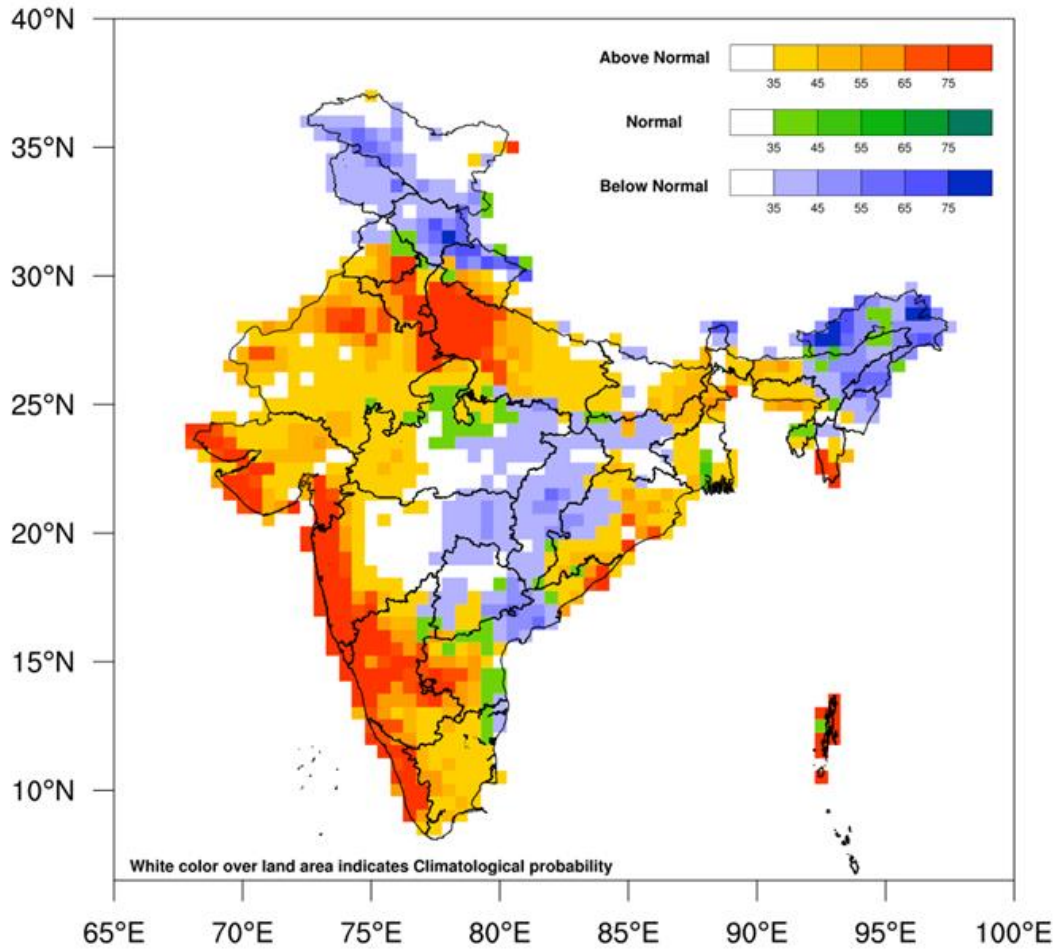 40°N
Above Normal
35 45 55 65 75
Normal
35 45 55 65 75
Below Normal
35 45 55 65 75
35°N
30°N
25°N
20°N
15°N
10°N
White color over land area indicates Climatological probability
65°E 70°E 75°E 80°E 85°E 90°E 95°E 100°E